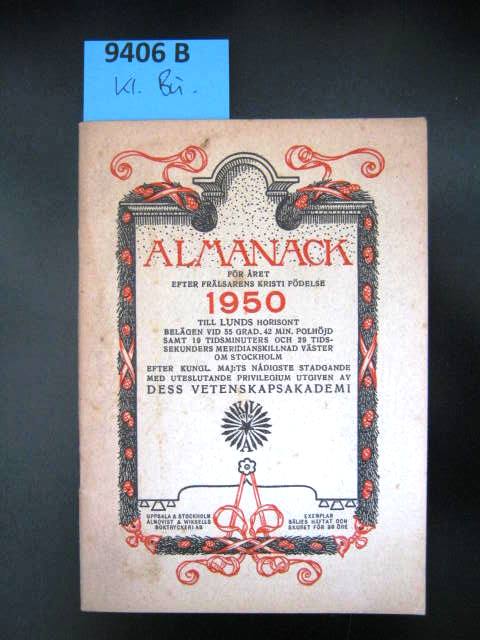 9406 B
Kl. Bü.
ALMANACK
FÖR ÅRET
EFTER FRÄLSARENS KRISTI FÖDELSE
1950
TILL LUNDS HORISONT
BELÄGEN VID 55 GRAD. 42 MIN. POLHÖJD
SAMT 19 TIDSMINUTERS OCH 29 TIDS-
SEKUNDERS MERIDIANSKILLNAD VÄSTER
OM STOCKHOLM
EFTER KUNGL. MAJ:TS NÅDIGSTE STADGANDE
MED UTESLUTANDE PRIVILEGIUM UTGIVEN AV
DESS VETENSKAPSAKADEMI
UPPSALA & STOCKHOLM
ALMQVIST & WIKSELLS
BOKTRYCKERI AB
EXEMPLAR
SÄLJES HÄFTAT OCH
SKURET FÖR 38 ÖRE